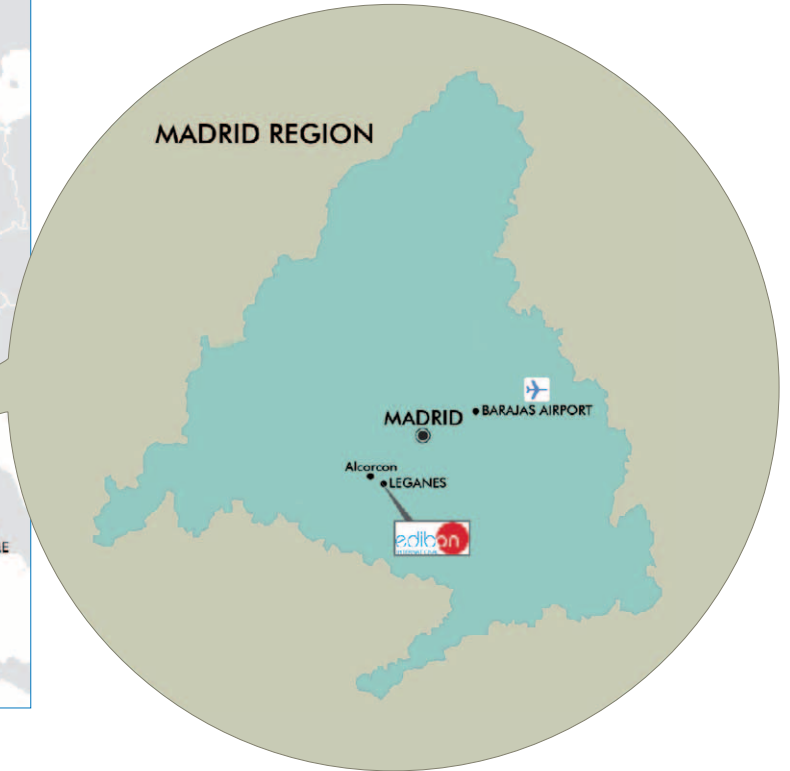 MADRID REGION
BARAJAS AIRPORT
MADRID
Alcorcon
LEGANES
edibon
E